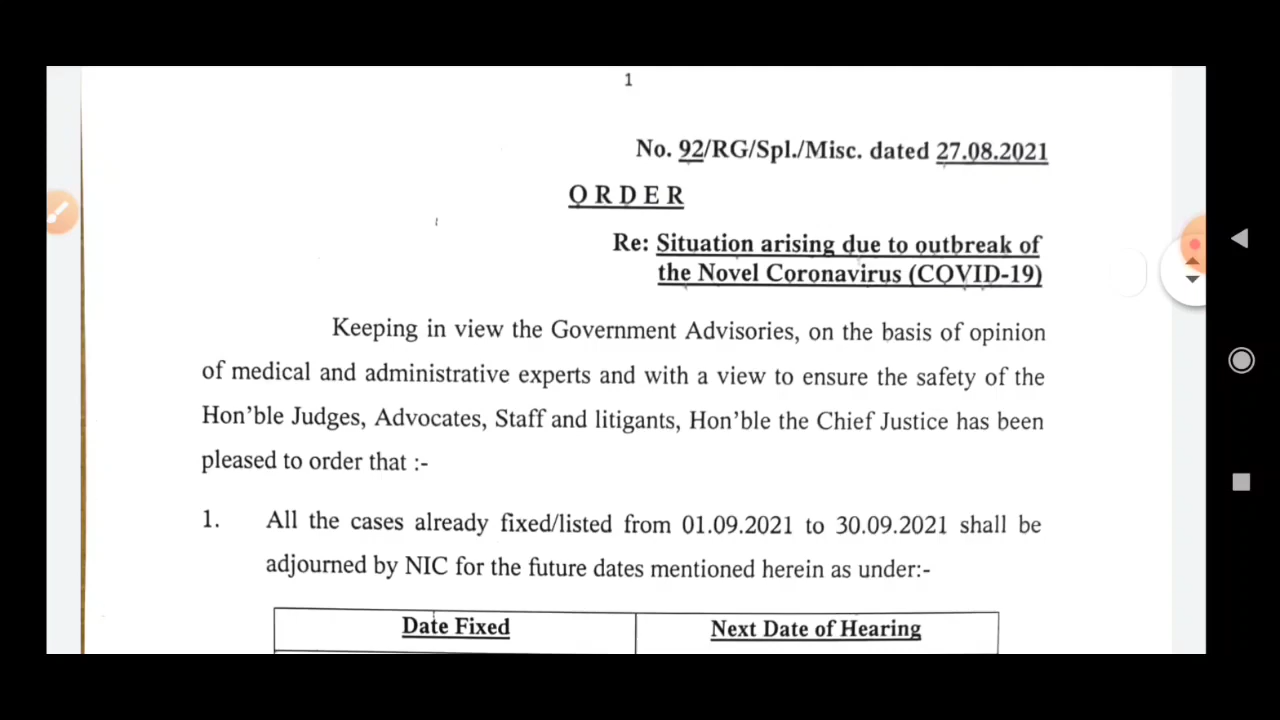 1
No. 92/RG/Spl./Misc. dated 27.08.2021
O R D E R
Re: Situation arising due to outbreak of
the Novel Coronavirus (COVID-19)
Keeping in view the Government Advisories, on the basis of opinion
of medical and administrative experts and with a view to ensure the safety of the
Hon'ble Judges, Advocates, Staff and litigants, Hon'ble the Chief Justice has been
pleased to order that :-
1. All the cases already fixed/listed from 01.09.2021 to 30.09.2021 shall be
adjourned by NIC for the future dates mentioned herein as under:-
Date Fixed Next Date of Hearing